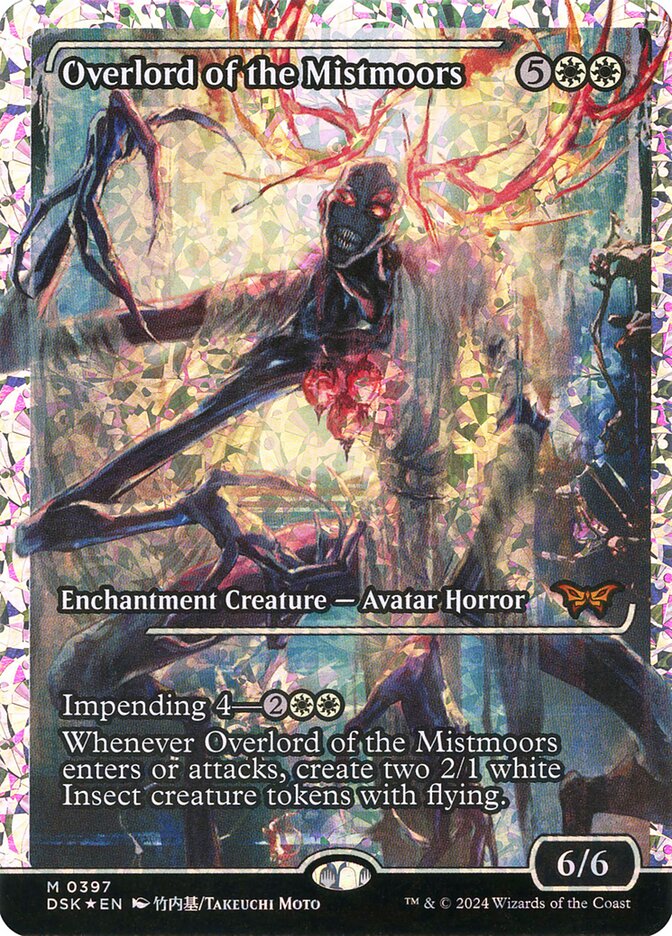 Overlord of the Mistmoors 5
Enchantment Creature — Avatar Horror
Impending 4—2
Whenever Overlord of the Mistmoors
enters or attacks, create two 2/1 white
Insect creature tokens with flying.
6/6
M 0397
DSK★EN 竹内基/Takeuchi Moto
™ & © 2024 Wizards of the Coast